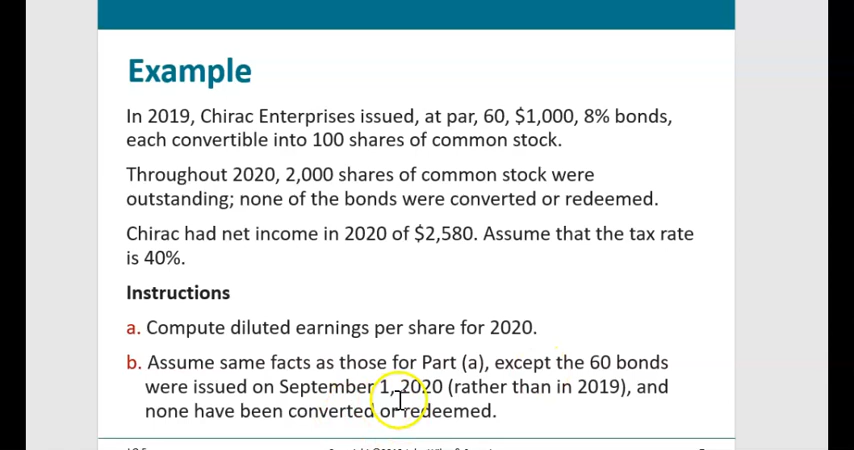 Example
In 2019, Chirac Enterprises issued, at par, 60, $1,000, 8% bonds,
each convertible into 100 shares of common stock.
Throughout 2020, 2,000 shares of common stock were
outstanding; none of the bonds were converted or redeemed.
Chirac had net income in 2020 of $2,580. Assume that the tax rate
is 40%.
Instructions
a. Compute diluted earnings per share for 2020.
b. Assume same facts as those for Part (a), except the 60 bonds
were issued on September 1, 2020 (rather than in 2019), and
none have been converted or redeemed.